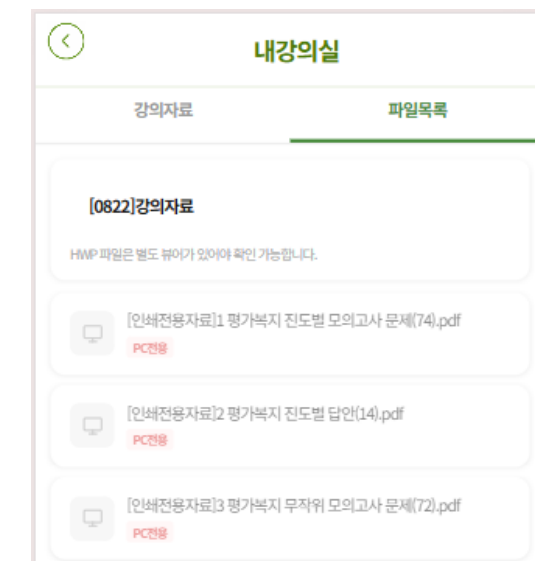 내강의실
강의자료
파일목록
[0822]강의자료
HWP 파일은 별도 뷰어가 있어야 확인 가능합니다.
[인쇄전용자료]1 평가복지 진도별 모의고사 문제(74).pdf
PC전용
[인쇄전용자료]2 평가복지 진도별 답안(14).pdf
PC전용
[인쇄전용자료]3 평가복지 무작위 모의고사 문제(72).pdf
PC전용